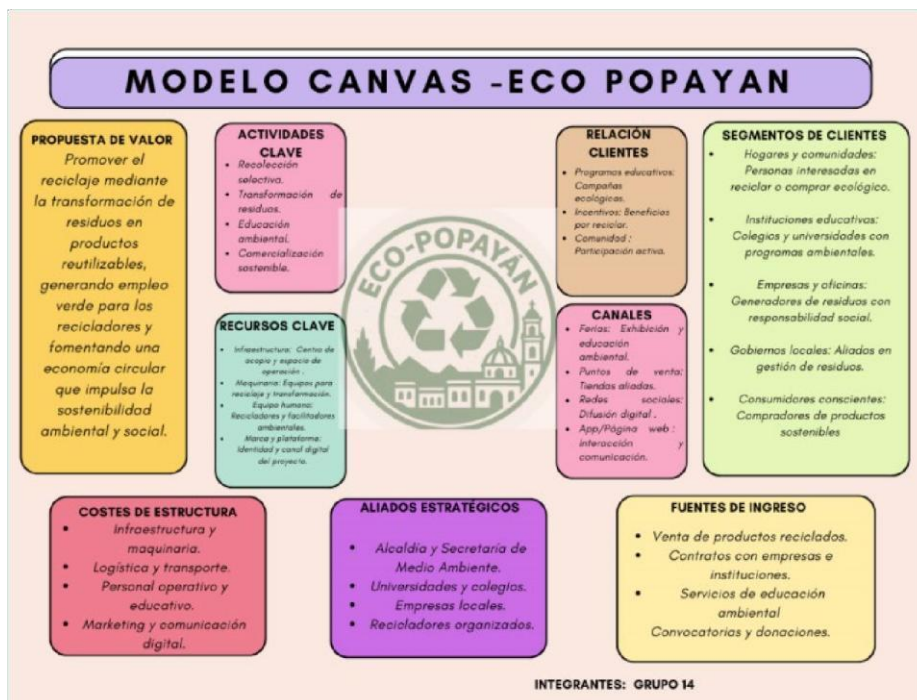 MODELO CANVAS -ECO POPAYAN
PROPUESTA DE VALOR
Promover el
reciclaje mediante
la transformación de
residuos en
productos
reutilizables,
generando empleo
verde para los
recicladores y
fomentando una
economía circular
que impulsa la
sostenibilidad
ambiental y social.
ACTIVIDADES
CLAVE
• Recolección
selectiva.
• Transformación de
residuos.
• Educación
ambiental.
• Comercialización
sostenible.
RECURSOS CLAVE
• Infraestructura: Centro de
acopio y espacio de
operación .
• Maquinaria: Equipos para
reciclaje y transformación.
• Equipo humano:
Recicladores y facilitadores
ambientales.
• Marca y plataforma:
Identidad y canal digital
del proyecto.
ECO-POPAYÁN
RELACIÓN
CLIENTES
• Programas educativos:
Campañas
ecológicas.
• Incentivos: Beneficios
por reciclar.
• Comunidad :
Participación activa.
CANALES
• Ferias: Exhibición y
educación
ambiental.
• Puntos de venta:
Tiendas aliadas.
• Redes sociales:
Difusión digital .
• App/Página web :
interacción y
comunicación.
SEGMENTOS DE CLIENTES
• Hogares y comunidades:
Personas interesadas en
reciclar o comprar ecológico.
• Instituciones educativas:
Colegios y universidades con
programas ambientales.
• Empresas y oficinas:
Generadores de residuos con
responsabilidad social.
• Gobiernos locales: Aliados en
gestión de residuos.
• Consumidores conscientes:
Compradores de productos
sostenibles
COSTES DE ESTRUCTURA
• Infraestructura y
maquinaria.
• Logística y transporte.
• Personal operativo y
educativo.
• Marketing y comunicación
digital.
ALIADOS ESTRATÉGICOS
• Alcaldía y Secretaría de
Medio Ambiente.
• Universidades y colegios.
• Empresas locales.
• Recicladores organizados.
FUENTES DE INGRESO
• Venta de productos reciclados.
• Contratos con empresas e
instituciones.
• Servicios de educación
ambiental
Convocatorias y donaciones.
INTEGRANTES: GRUPO 14